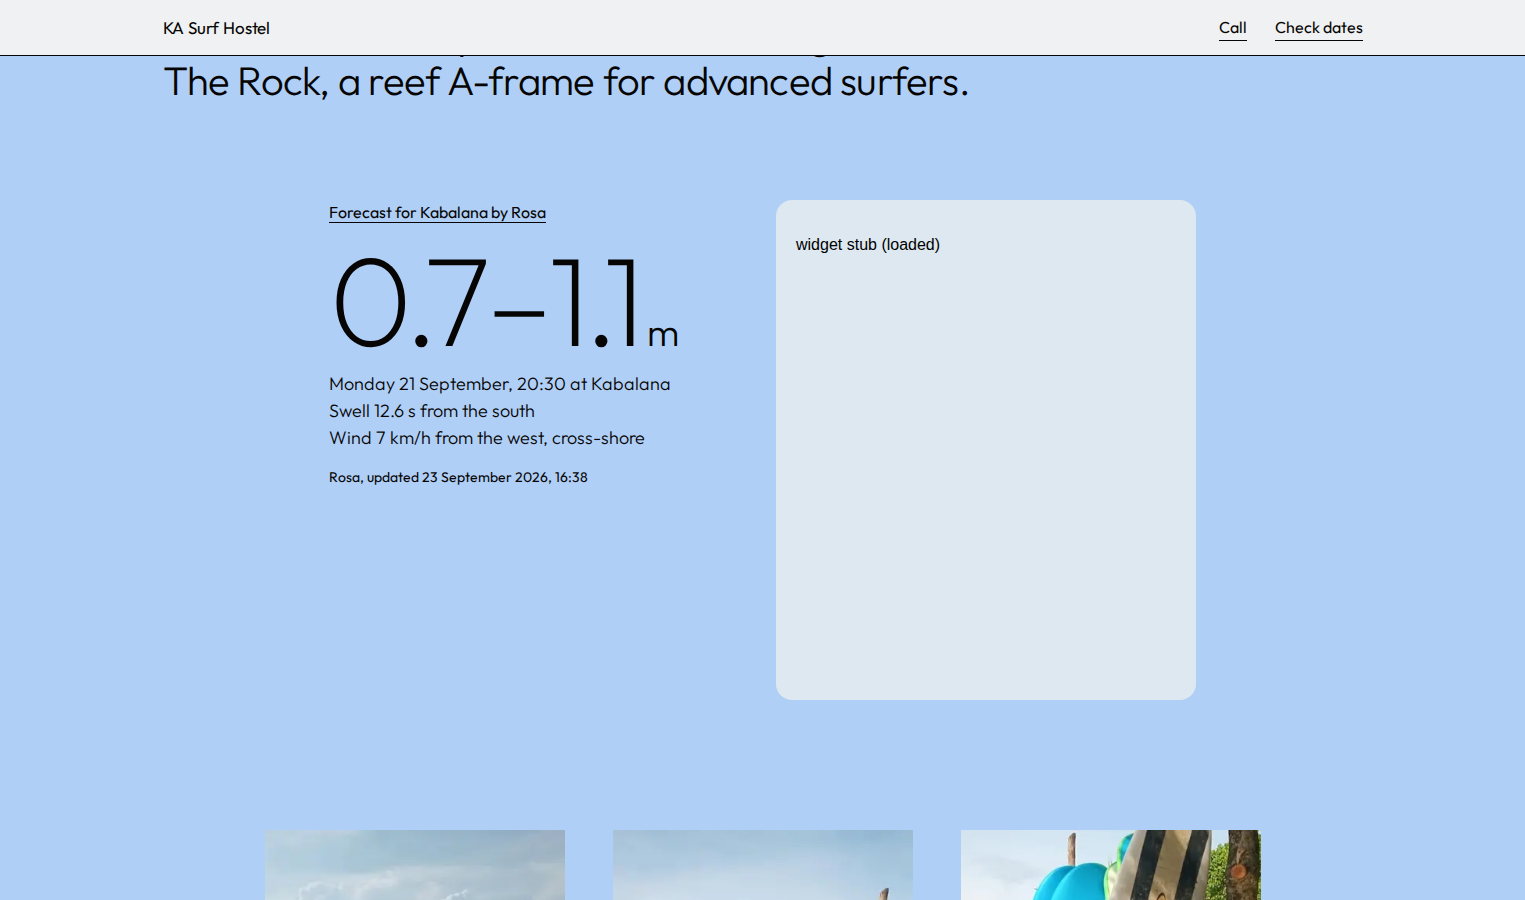 KA Surf Hostel
Call
Check dates
The Rock, a reef A-frame for advanced surfers.
Forecast for Kabalana by Rosa
0.7–1.1 m
Monday 21 September, 20:30 at Kabalana
Swell 12.6 s from the south
Wind 7 km/h from the west, cross-shore
Rosa, updated 23 September 2026, 16:38
widget stub (loaded)